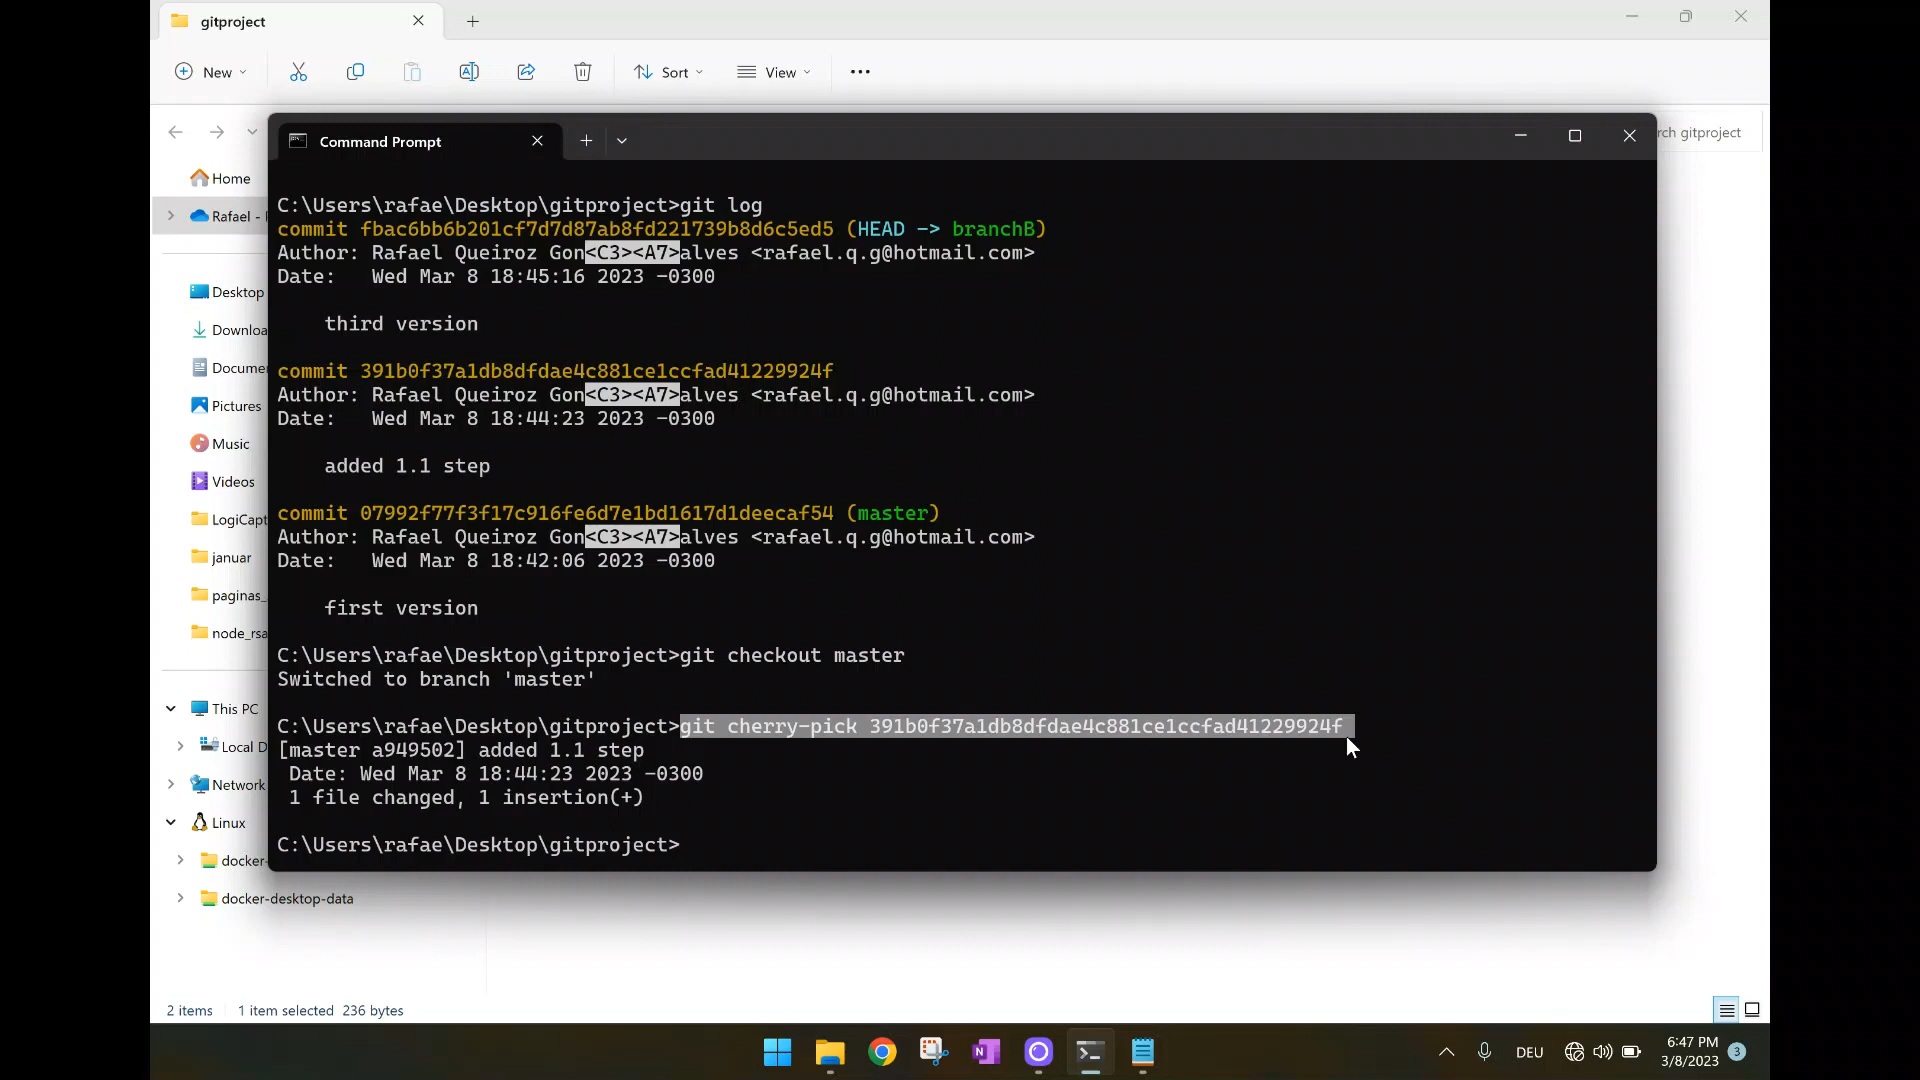 gitproject
New
Sort
View
rch gitproject
Command Prompt
Home
Rafael -
Desktop
Downloa
Docume
Pictures
Music
Videos
LogiCapt
januar
paginas_
node_rsa
This PC
Local D
Network
Linux
docker-
docker-desktop-data
C:\Users\rafae\Desktop\gitproject>git log
commit fbac6bb6b201cf7d7d87ab8fd221739b8d6c5ed5 (HEAD -> branchB)
Author: Rafael Queiroz Gon<C3><A7>alves <rafael.q.g@hotmail.com>
Date:   Wed Mar 8 18:45:16 2023 -0300
third version
commit 391b0f37a1db8dfdae4c881ce1ccfad41229924f
Author: Rafael Queiroz Gon<C3><A7>alves <rafael.q.g@hotmail.com>
Date:   Wed Mar 8 18:44:23 2023 -0300
added 1.1 step
commit 07992f77f3f17c916fe6d7e1bd1617d1deecaf54 (master)
Author: Rafael Queiroz Gon<C3><A7>alves <rafael.q.g@hotmail.com>
Date:   Wed Mar 8 18:42:06 2023 -0300
first version
C:\Users\rafae\Desktop\gitproject>git checkout master
Switched to branch 'master'
C:\Users\rafae\Desktop\gitproject>git cherry-pick 391b0f37a1db8dfdae4c881ce1ccfad41229924f
[master a949502] added 1.1 step
Date: Wed Mar 8 18:44:23 2023 -0300
1 file changed, 1 insertion(+)
C:\Users\rafae\Desktop\gitproject>
2 items
1 item selected 236 bytes
DEU
6:47 PM
3/8/2023
3